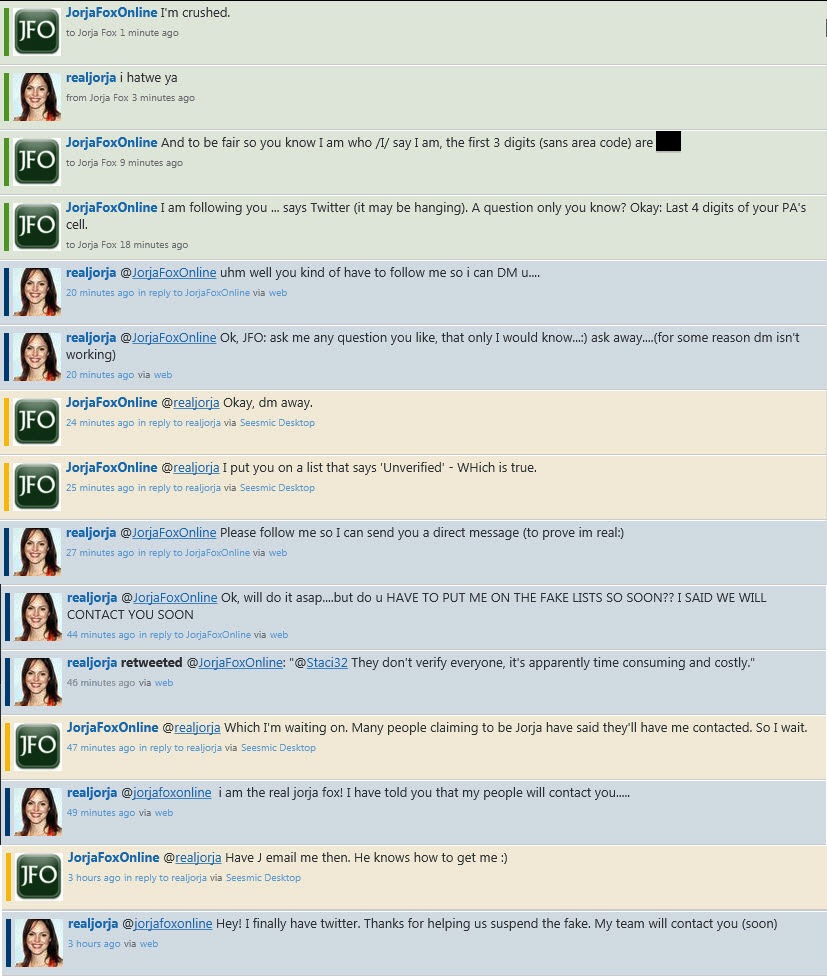 JFO
JorjaFoxOnline I'm crushed.
to Jorja Fox 1 minute ago
realjorja i hatwe ya
from Jorja Fox 3 minutes ago
JFO
JorjaFoxOnline And to be fair so you know I am who /I/ say I am, the first 3 digits (sans area code) are
to Jorja Fox 9 minutes ago
JFO
JorjaFoxOnline I am following you ... says Twitter (it may be hanging). A question only you know? Okay: Last 4 digits of your PA's
cell.
to Jorja Fox 18 minutes ago
realjorja @JorjaFoxOnline uhm well you kind of have to follow me so i can DM u....
20 minutes ago in reply to JorjaFoxOnline via web
realjorja @JorjaFoxOnline Ok, JFO: ask me any question you like, that only I would know...:) ask away....(for some reason dm isn't
working)
20 minutes ago via web
JFO
JorjaFoxOnline @realjorja Okay, dm away.
24 minutes ago in reply to realjorja via Seesmic Desktop
JFO
JorjaFoxOnline @realjorja I put you on a list that says 'Unverified' - WHich is true.
25 minutes ago in reply to realjorja via Seesmic Desktop
realjorja @JorjaFoxOnline Please follow me so I can send you a direct message (to prove im real:)
27 minutes ago in reply to JorjaFoxOnline via web
realjorja @JorjaFoxOnline Ok, will do it asap....but do u HAVE TO PUT ME ON THE FAKE LISTS SO SOON?? I SAID WE WILL
CONTACT YOU SOON
44 minutes ago in reply to JorjaFoxOnline via web
realjorja retweeted @JorjaFoxOnline: "@Staci32 They don't verify everyone, it's apparently time consuming and costly."
46 minutes ago via web
JFO
JorjaFoxOnline @realjorja Which I'm waiting on. Many people claiming to be Jorja have said they'll have me contacted. So I wait.
47 minutes ago in reply to realjorja via Seesmic Desktop
realjorja @jorjafoxonline i am the real jorja fox! I have told you that my people will contact you.....
49 minutes ago via web
JFO
JorjaFoxOnline @realjorja Have J email me then. He knows how to get me :)
3 hours ago in reply to realjorja via Seesmic Desktop
realjorja @jorjafoxonline Hey! I finally have twitter. Thanks for helping us suspend the fake. My team will contact you (soon)
3 hours ago via web